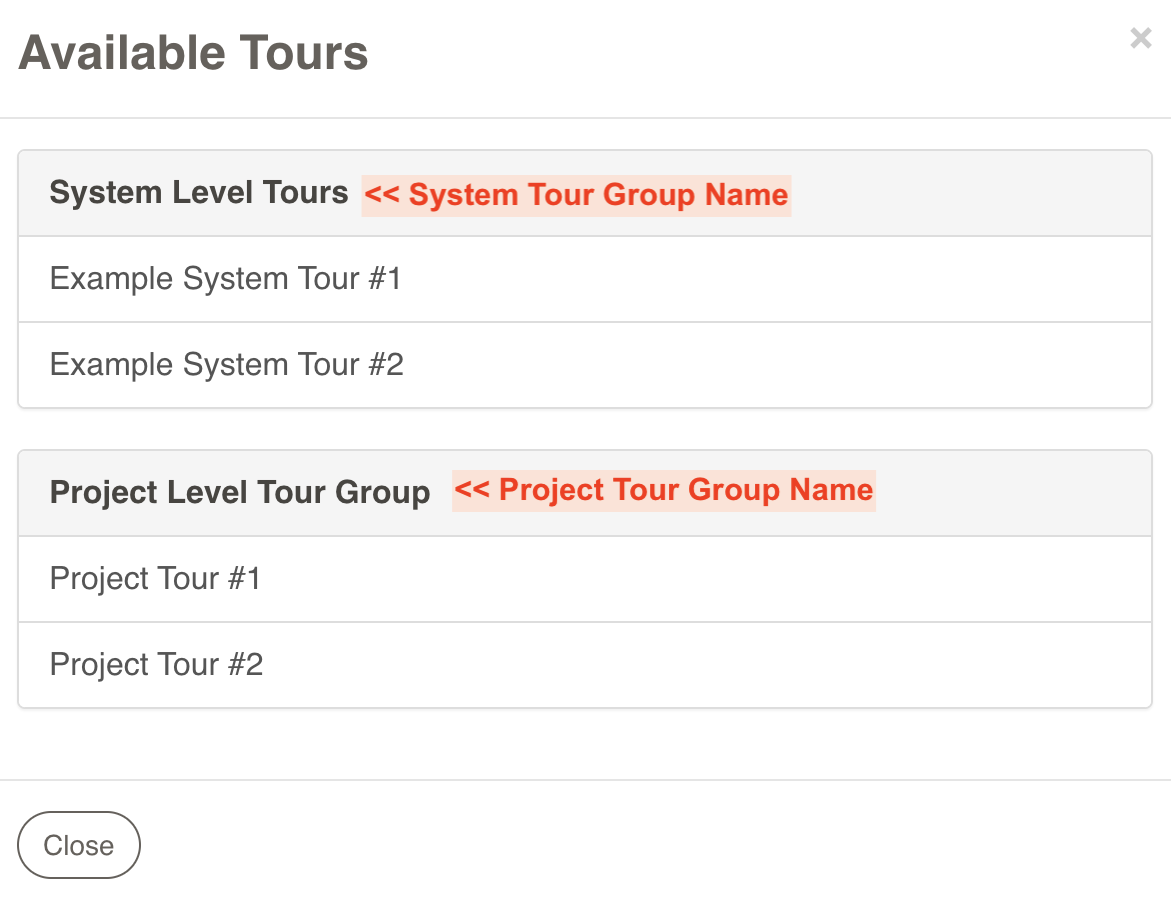 Available Tours ×
System Level Tours << System Tour Group Name
Example System Tour #1
Example System Tour #2
Project Level Tour Group << Project Tour Group Name
Project Tour #1
Project Tour #2
Close